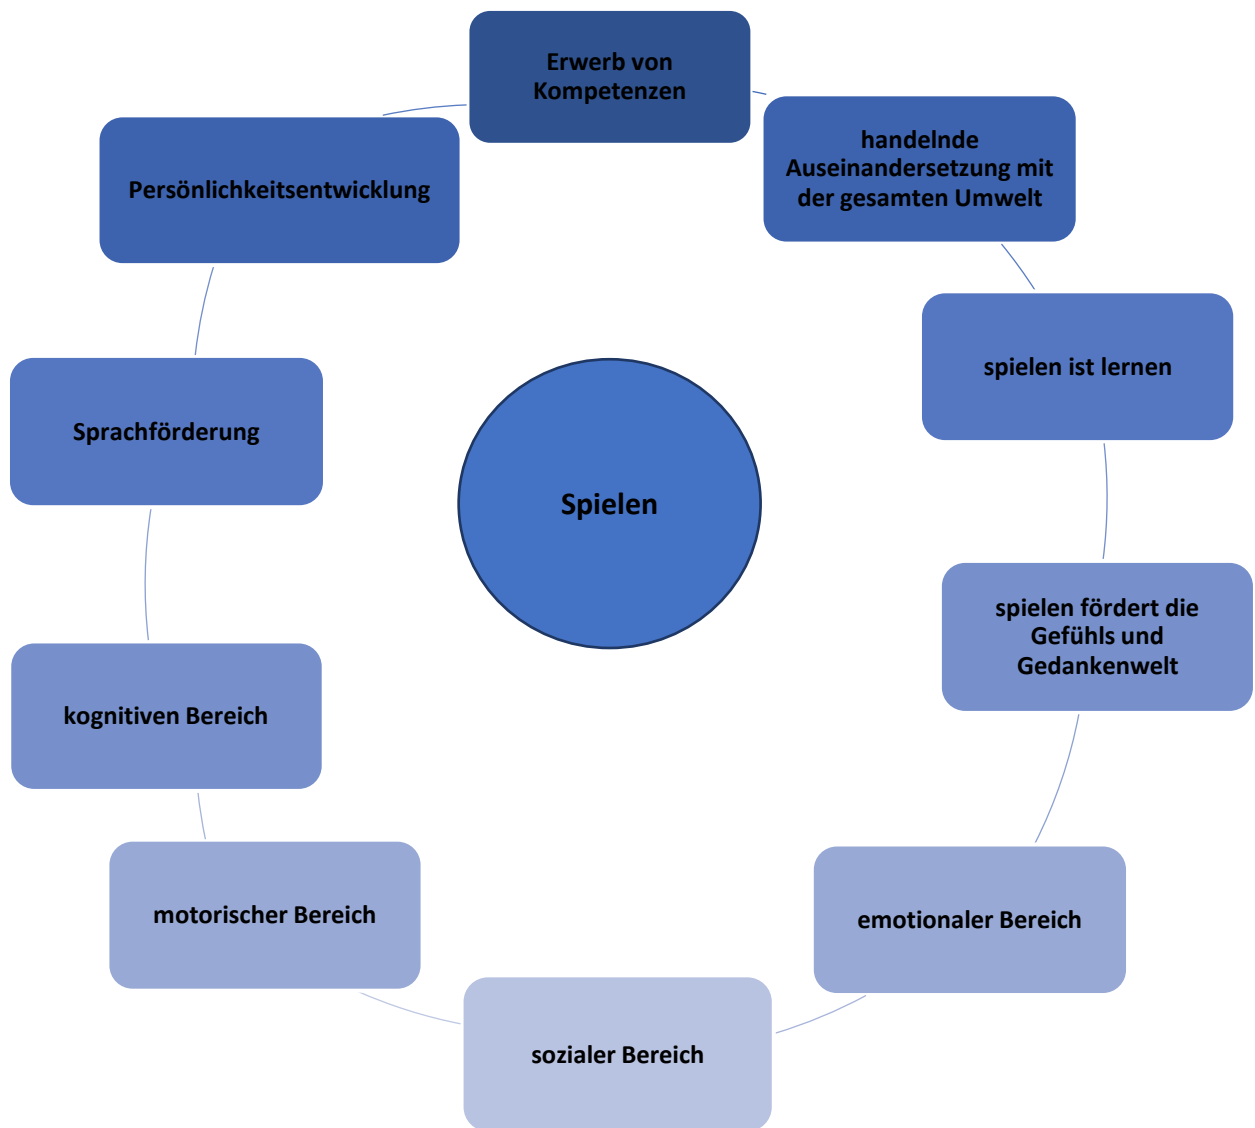 Erwerb von
Kompetenzen
handelnde
Auseinandersetzung mit
der gesamten Umwelt
spielen ist lernen
spielen fördert die
Gefühls und
Gedankenwelt
emotionaler Bereich
sozialer Bereich
motorischer Bereich
kognitiven Bereich
Sprachförderung
Persönlichkeitsentwicklung
Spielen